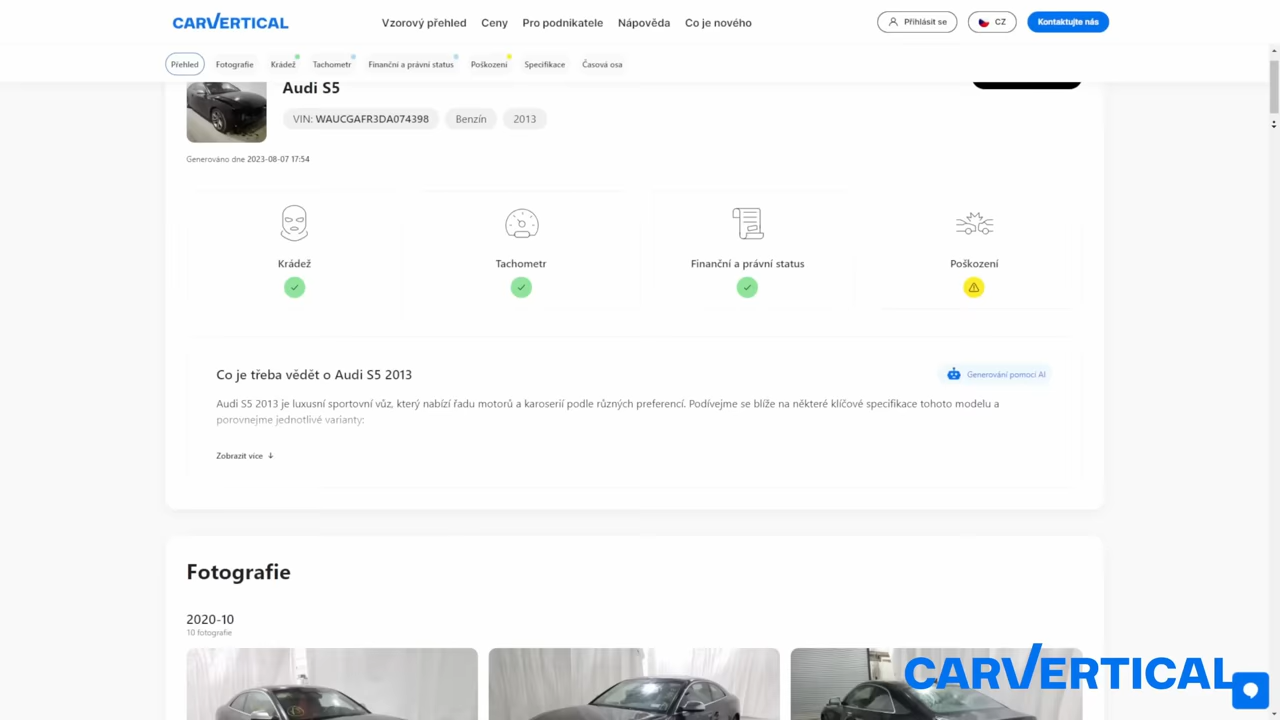 CARVERTICAL
Vzorový přehled Ceny Pro podnikatele Nápověda Co je nového
Přihlásit se
CZ
Kontaktujte nás
Přehled Fotografie Krádež Tachometr Finanční a právní status Poškození Specifikace Časová osa
Audi S5
VIN: WAUCGAFR3DA074398 Benzín 2013
Generováno dne 2023-08-07 17:54
Krádež Tachometr Finanční a právní status Poškození
Co je třeba vědět o Audi S5 2013
Generování pomocí AI
Audi S5 2013 je luxusní sportovní vůz, který nabízí řadu motorů a karoserií podle různých preferencí. Podívejme se blíže na některé klíčové specifikace tohoto modelu a
porovnejme jednotlivé varianty:
Zobrazit více ↓
Fotografie
2020-10
10 fotografie
CARVERTICAL